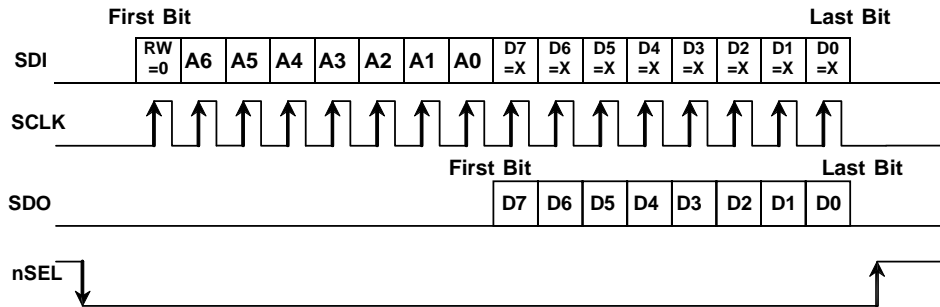 First Bit Last Bit
SDI RW =0 A6 A5 A4 A3 A2 A1 A0 D7 =X D6 =X D5 =X D4 =X D3 =X D2 =X D1 =X D0 =X
SCLK
First Bit Last Bit
SDO D7 D6 D5 D4 D3 D2 D1 D0
nSEL